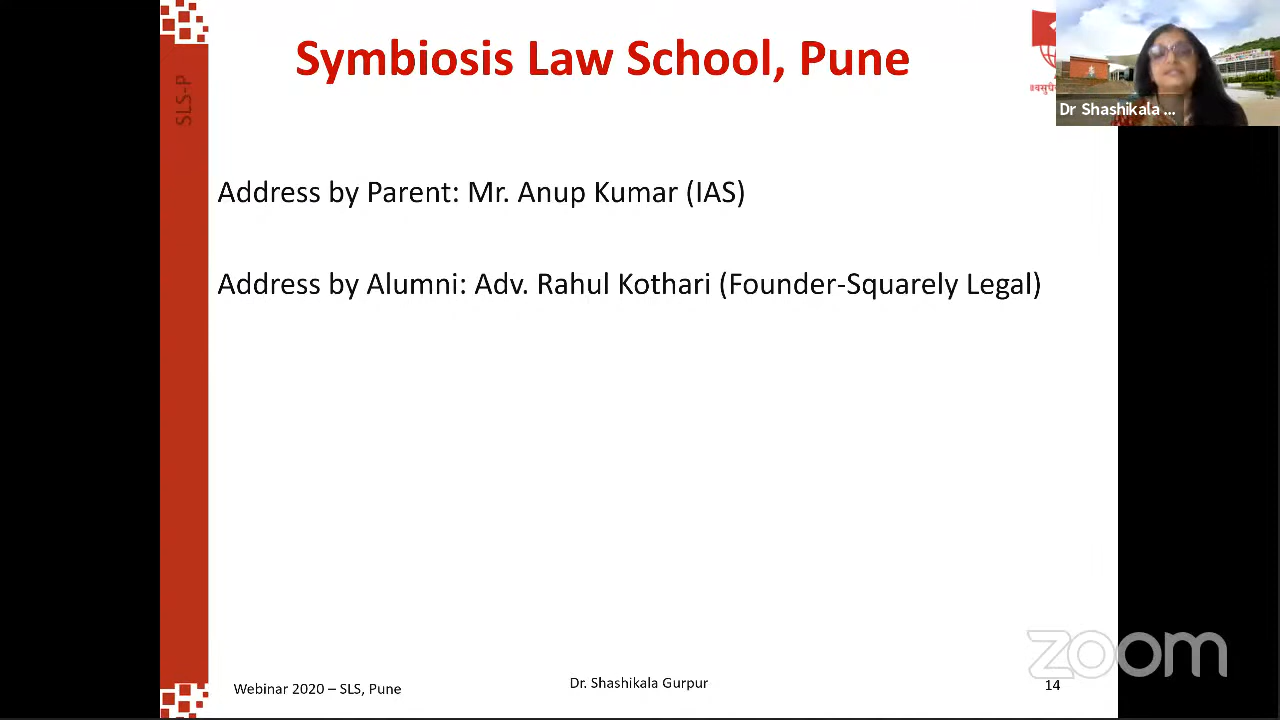 Symbiosis Law School, Pune
SLS-P
Dr Shashikala ...
Address by Parent: Mr. Anup Kumar (IAS)
Address by Alumni: Adv. Rahul Kothari (Founder-Squarely Legal)
zoom
Webinar 2020 – SLS, Pune
Dr. Shashikala Gurpur
14